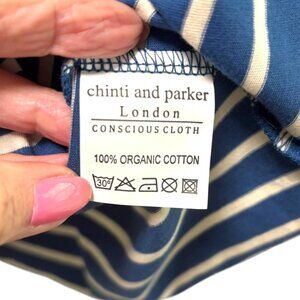 chinti and parker
London
CONSCIOUS CLOTH
100% ORGANIC COTTON
30°